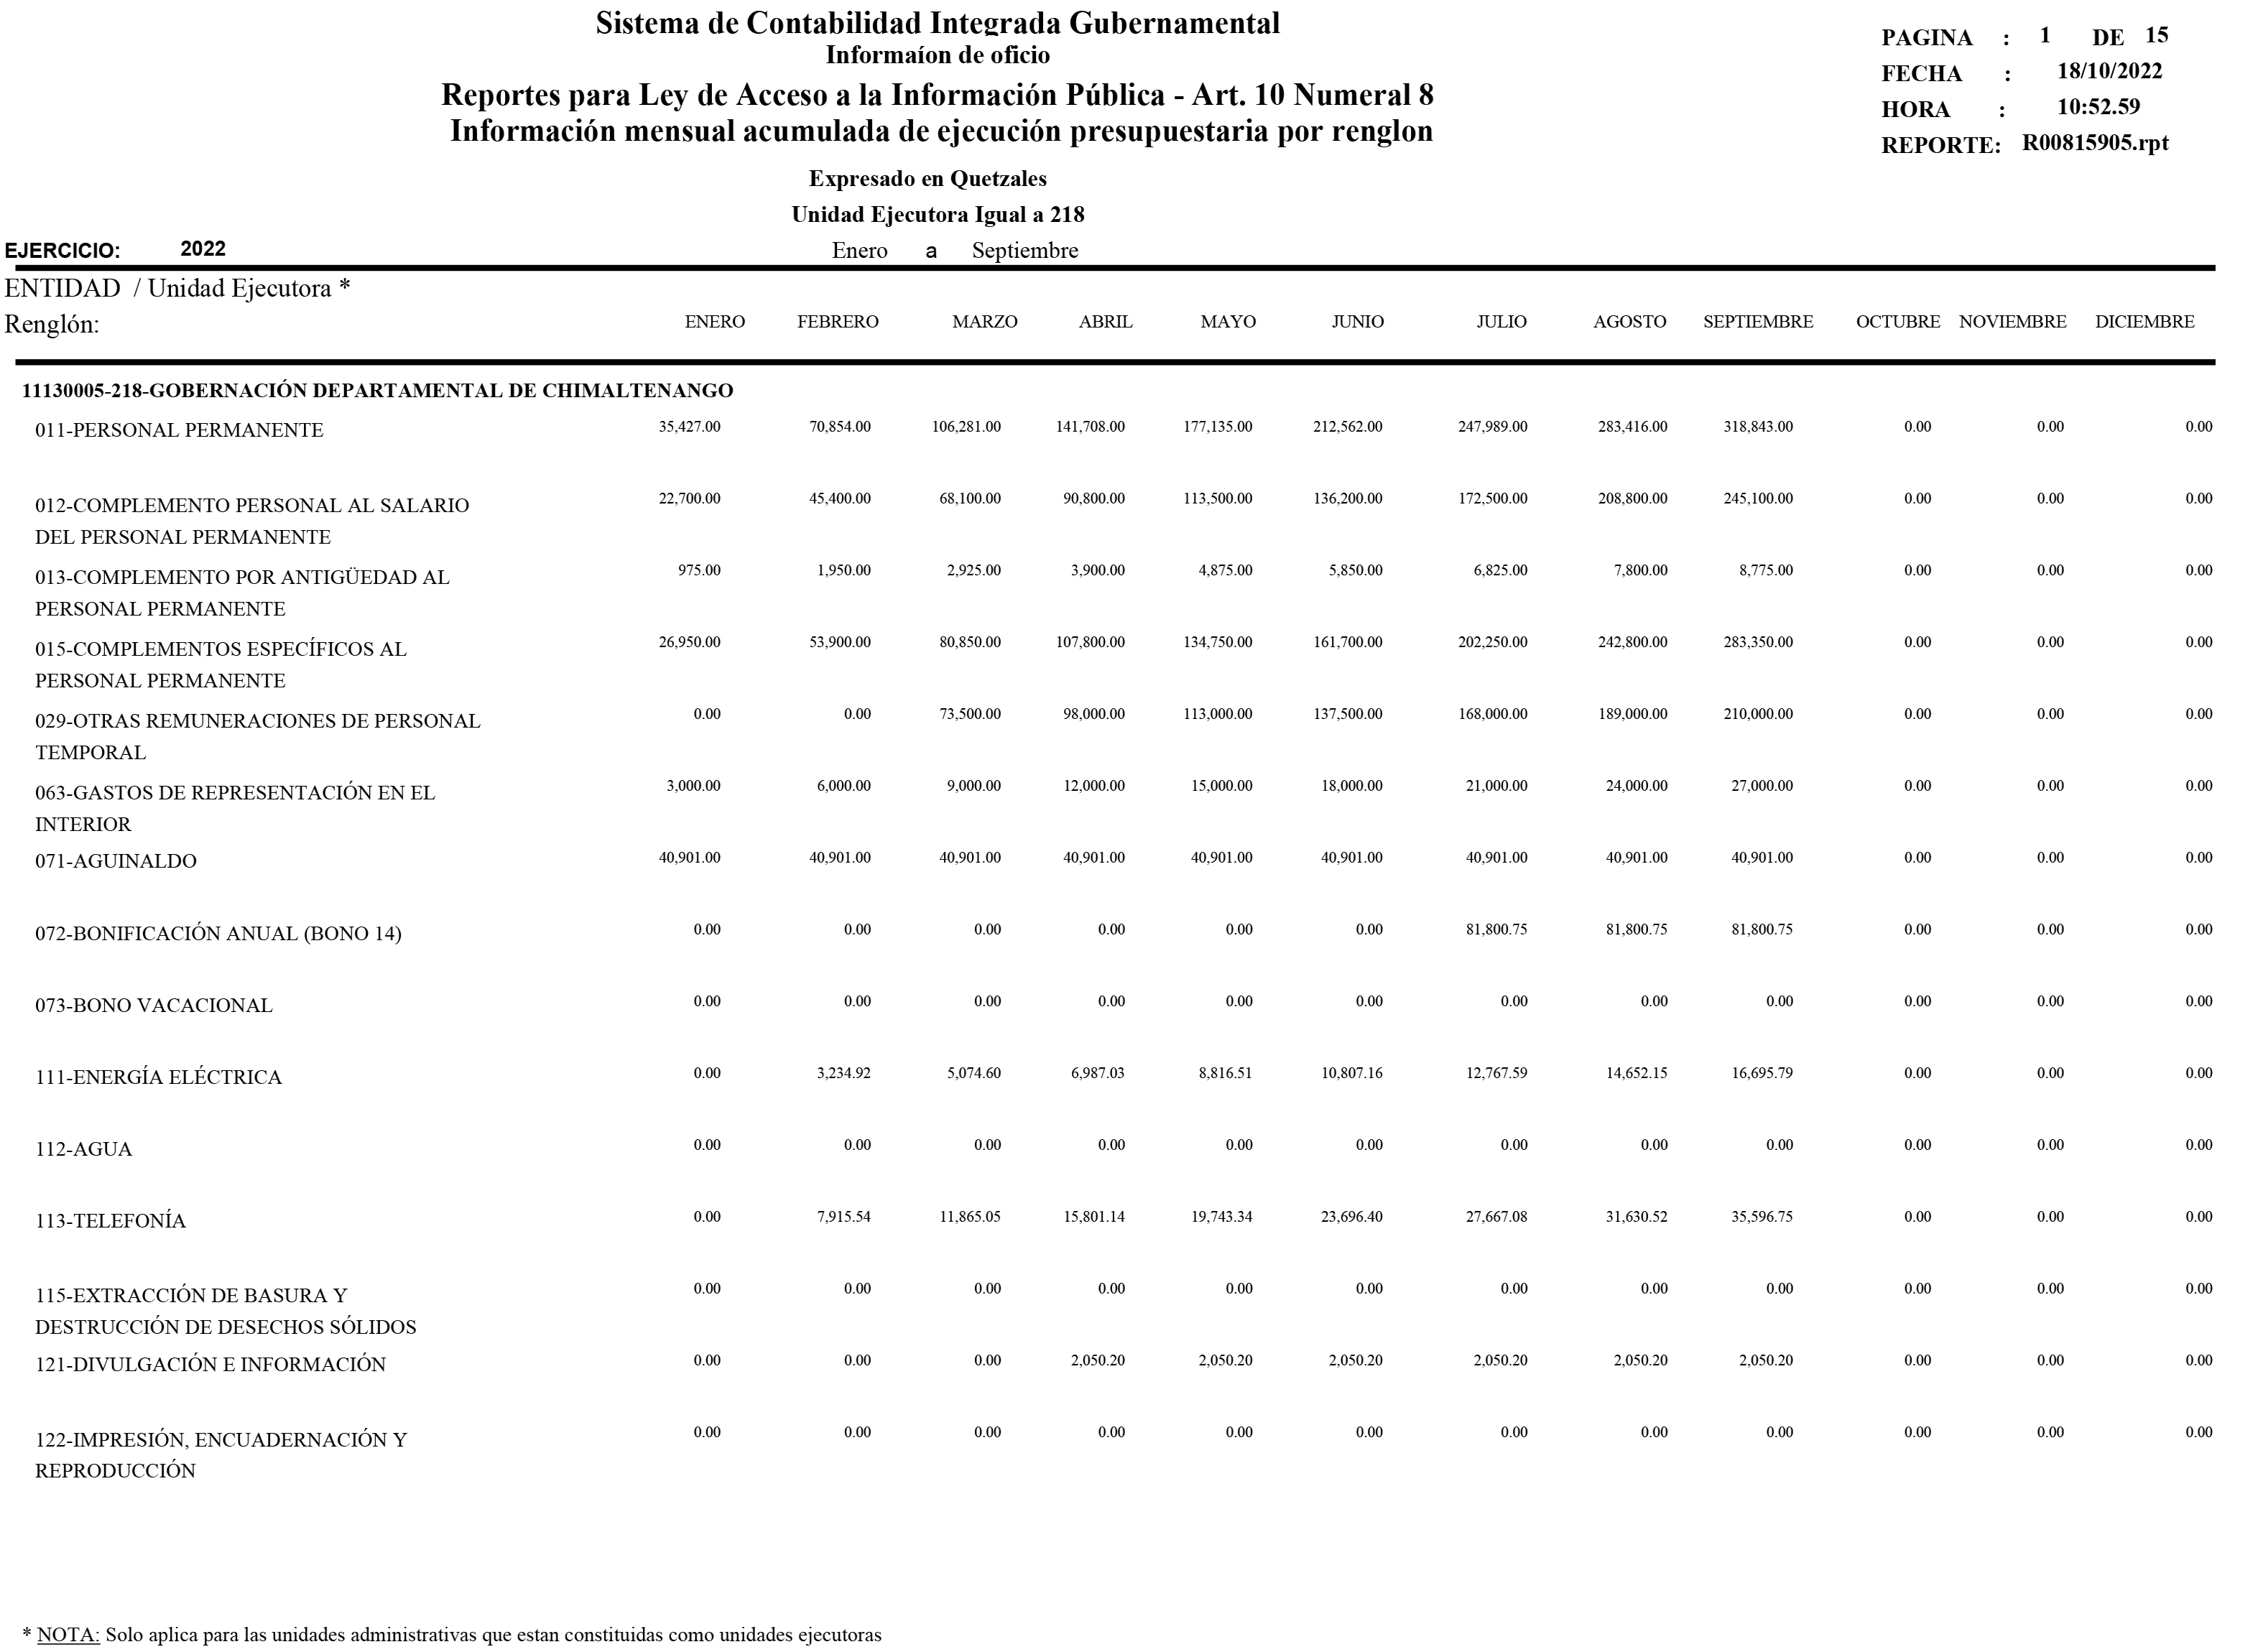 Sistema de Contabilidad Integrada Gubernamental
Informaíon de oficio
Reportes para Ley de Acceso a la Información Pública - Art. 10 Numeral 8
Información mensual acumulada de ejecución presupuestaria por renglon
Expresado en Quetzales
Unidad Ejecutora Igual a 218
PAGINA : 1 DE 15
FECHA : 18/10/2022
HORA : 10:52.59
REPORTE: R00815905.rpt
EJERCICIO: 2022 Enero a Septiembre
ENTIDAD / Unidad Ejecutora *
Renglón: ENERO FEBRERO MARZO ABRIL MAYO JUNIO JULIO AGOSTO SEPTIEMBRE OCTUBRE NOVIEMBRE DICIEMBRE
11130005-218-GOBERNACIÓN DEPARTAMENTAL DE CHIMALTENANGO
011-PERSONAL PERMANENTE 35,427.00 70,854.00 106,281.00 141,708.00 177,135.00 212,562.00 247,989.00 283,416.00 318,843.00 0.00 0.00 0.00
012-COMPLEMENTO PERSONAL AL SALARIO 22,700.00 45,400.00 68,100.00 90,800.00 113,500.00 136,200.00 172,500.00 208,800.00 245,100.00 0.00 0.00 0.00
DEL PERSONAL PERMANENTE
013-COMPLEMENTO POR ANTIGÜEDAD AL 975.00 1,950.00 2,925.00 3,900.00 4,875.00 5,850.00 6,825.00 7,800.00 8,775.00 0.00 0.00 0.00
PERSONAL PERMANENTE
015-COMPLEMENTOS ESPECÍFICOS AL 26,950.00 53,900.00 80,850.00 107,800.00 134,750.00 161,700.00 202,250.00 242,800.00 283,350.00 0.00 0.00 0.00
PERSONAL PERMANENTE
029-OTRAS REMUNERACIONES DE PERSONAL 0.00 0.00 73,500.00 98,000.00 113,000.00 137,500.00 168,000.00 189,000.00 210,000.00 0.00 0.00 0.00
TEMPORAL
063-GASTOS DE REPRESENTACIÓN EN EL 3,000.00 6,000.00 9,000.00 12,000.00 15,000.00 18,000.00 21,000.00 24,000.00 27,000.00 0.00 0.00 0.00
INTERIOR
071-AGUINALDO 40,901.00 40,901.00 40,901.00 40,901.00 40,901.00 40,901.00 40,901.00 40,901.00 40,901.00 0.00 0.00 0.00
072-BONIFICACIÓN ANUAL (BONO 14) 0.00 0.00 0.00 0.00 0.00 0.00 81,800.75 81,800.75 81,800.75 0.00 0.00 0.00
073-BONO VACACIONAL 0.00 0.00 0.00 0.00 0.00 0.00 0.00 0.00 0.00 0.00 0.00 0.00
111-ENERGÍA ELÉCTRICA 0.00 3,234.92 5,074.60 6,987.03 8,816.51 10,807.16 12,767.59 14,652.15 16,695.79 0.00 0.00 0.00
112-AGUA 0.00 0.00 0.00 0.00 0.00 0.00 0.00 0.00 0.00 0.00 0.00 0.00
113-TELEFONÍA 0.00 7,915.54 11,865.05 15,801.14 19,743.34 23,696.40 27,667.08 31,630.52 35,596.75 0.00 0.00 0.00
115-EXTRACCIÓN DE BASURA Y 0.00 0.00 0.00 0.00 0.00 0.00 0.00 0.00 0.00 0.00 0.00 0.00
DESTRUCCIÓN DE DESECHOS SÓLIDOS
121-DIVULGACIÓN E INFORMACIÓN 0.00 0.00 0.00 2,050.20 2,050.20 2,050.20 2,050.20 2,050.20 2,050.20 0.00 0.00 0.00
122-IMPRESIÓN, ENCUADERNACIÓN Y 0.00 0.00 0.00 0.00 0.00 0.00 0.00 0.00 0.00 0.00 0.00 0.00
REPRODUCCIÓN
* NOTA: Solo aplica para las unidades administrativas que estan constituidas como unidades ejecutoras